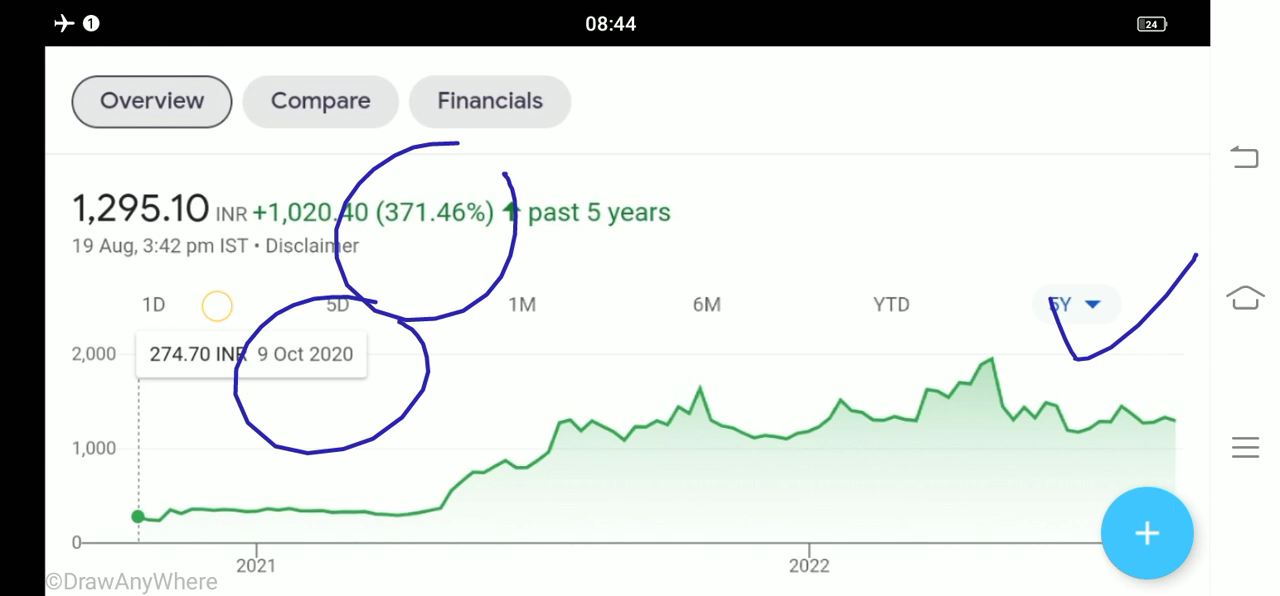 1 08:44 24
Overview Compare Financials
1,295.10 INR +1,020.40 (371.46%) ↑ past 5 years
19 Aug, 3:42 pm IST • Disclaimer
1D 5D 1M 6M YTD 5Y
274.70 INR 9 Oct 2020
2,000
1,000
0
2021 2022
©DrawAnyWhere